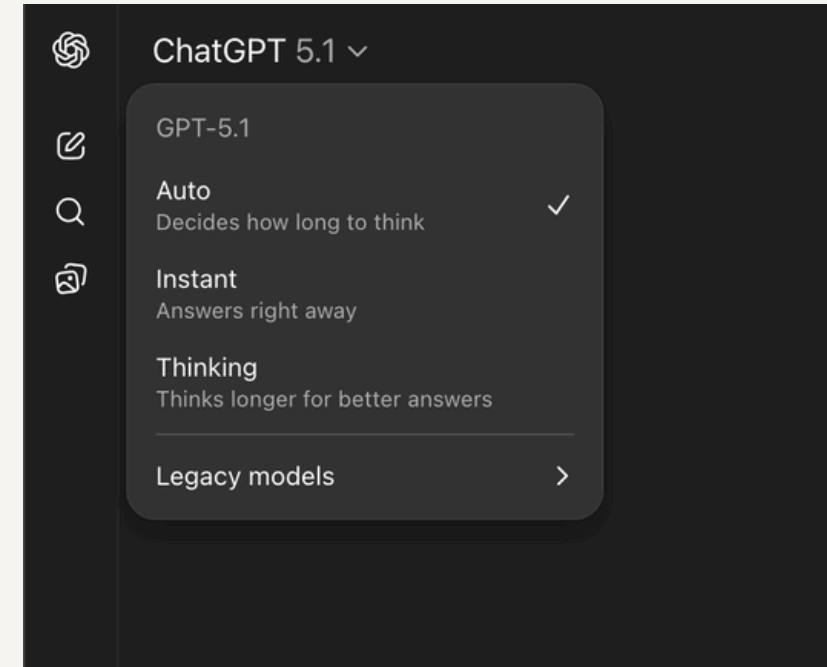 ChatGPT 5.1
GPT-5.1
Auto
Decides how long to think
Instant
Answers right away
Thinking
Thinks longer for better answers
Legacy models